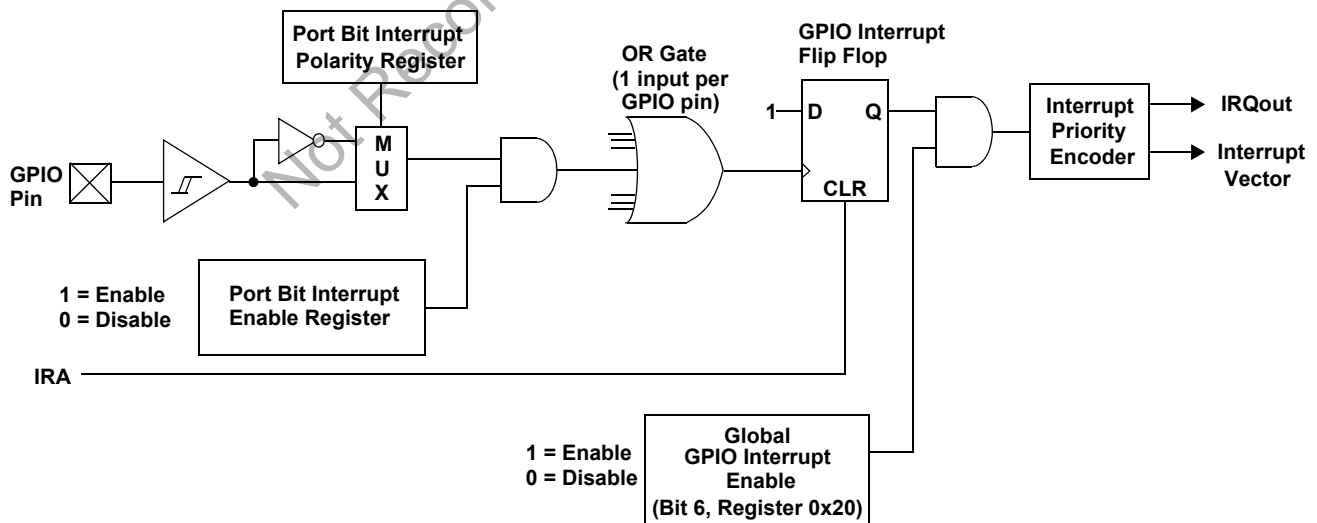 Port Bit Interrupt
Polarity Register
Not Recom
OR Gate
(1 input per
GPIO pin)
GPIO Interrupt
Flip Flop
GPIO
Pin
M
U
X
1
D
Q
CLR
Interrupt
Priority
Encoder
IRQout
Interrupt
Vector
1 = Enable
0 = Disable
Port Bit Interrupt
Enable Register
IRA
1 = Enable
0 = Disable
Global
GPIO Interrupt
Enable
(Bit 6, Register 0x20)